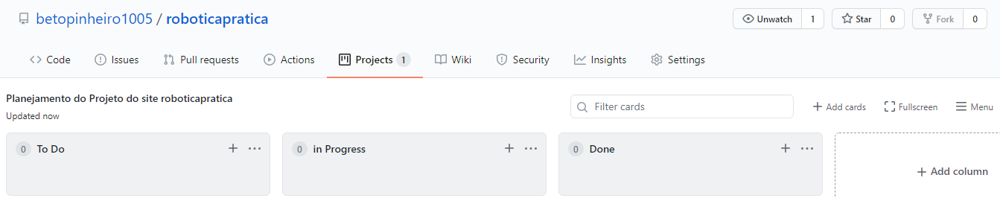 betopinheiro1005 / roboticapratica Unwatch 1 Star 0 Fork 0
Code Issues Pull requests Actions Projects 1 Wiki Security Insights Settings
Planejamento do Projeto do site roboticapratica
Updated now
Filter cards Add cards Fullscreen Menu
0 To Do 0 in Progress 0 Done
Add column